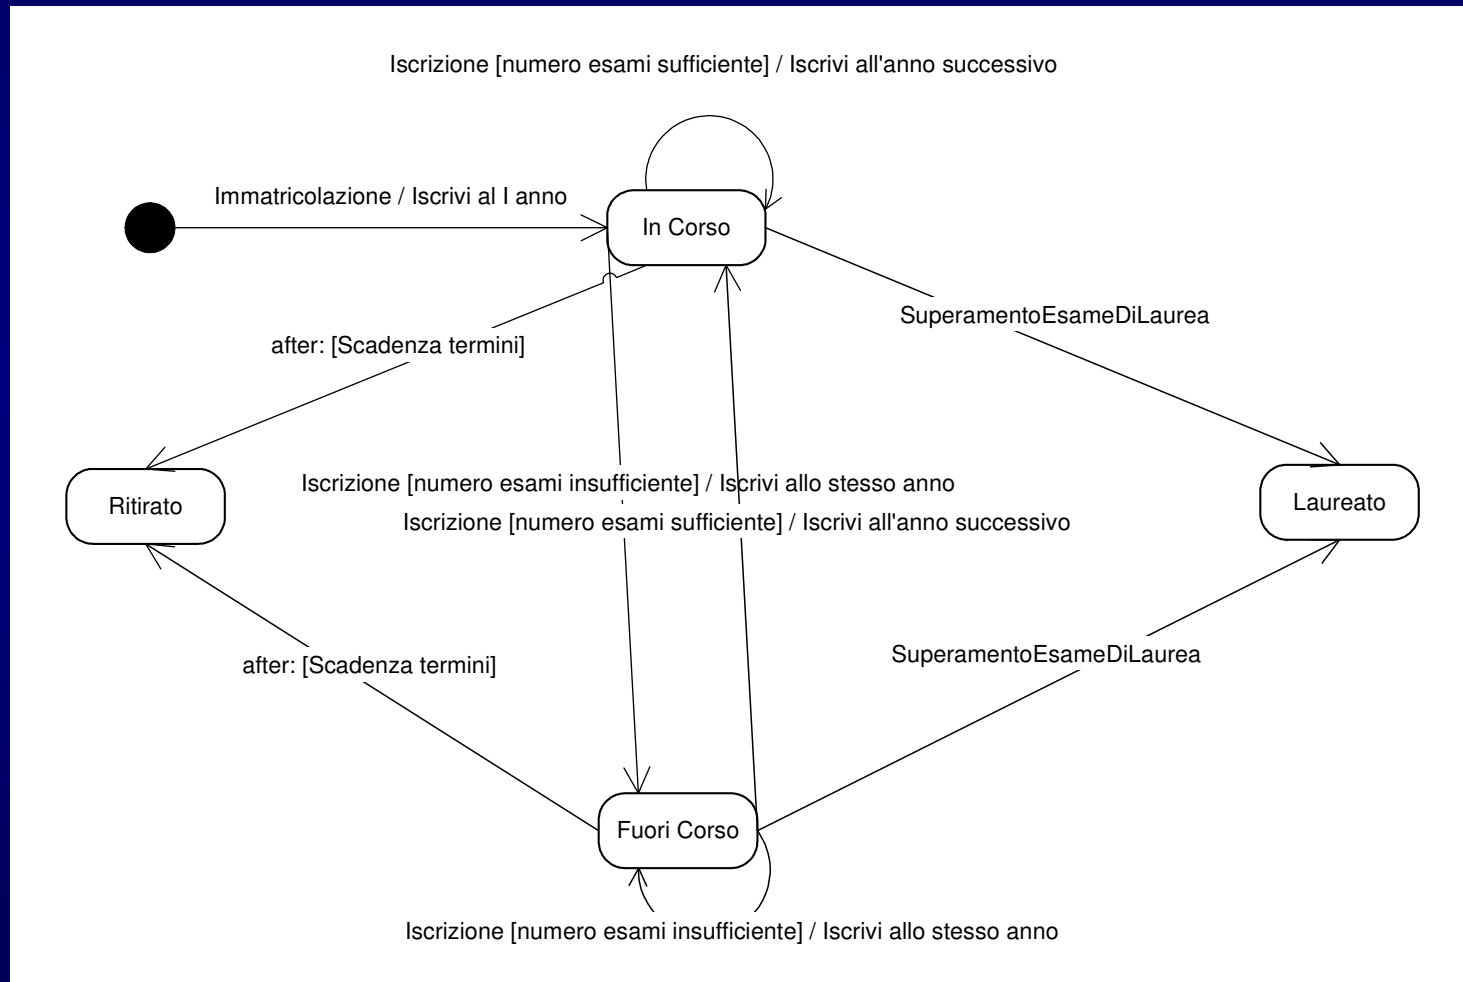 Iscrizione [numero esami sufficiente] / Iscrivi all'anno successivo
Immatricolazione / Iscrivi al I anno
In Corso
SuperamentoEsameDiLaurea
after: [Scadenza termini]
Iscrizione [numero esami insufficiente] / Iscrivi allo stesso anno
Ritirato
Laureato
Iscrizione [numero esami sufficiente] / Iscrivi all'anno successivo
SuperamentoEsameDiLaurea
after: [Scadenza termini]
Fuori Corso
Iscrizione [numero esami insufficiente] / Iscrivi allo stesso anno